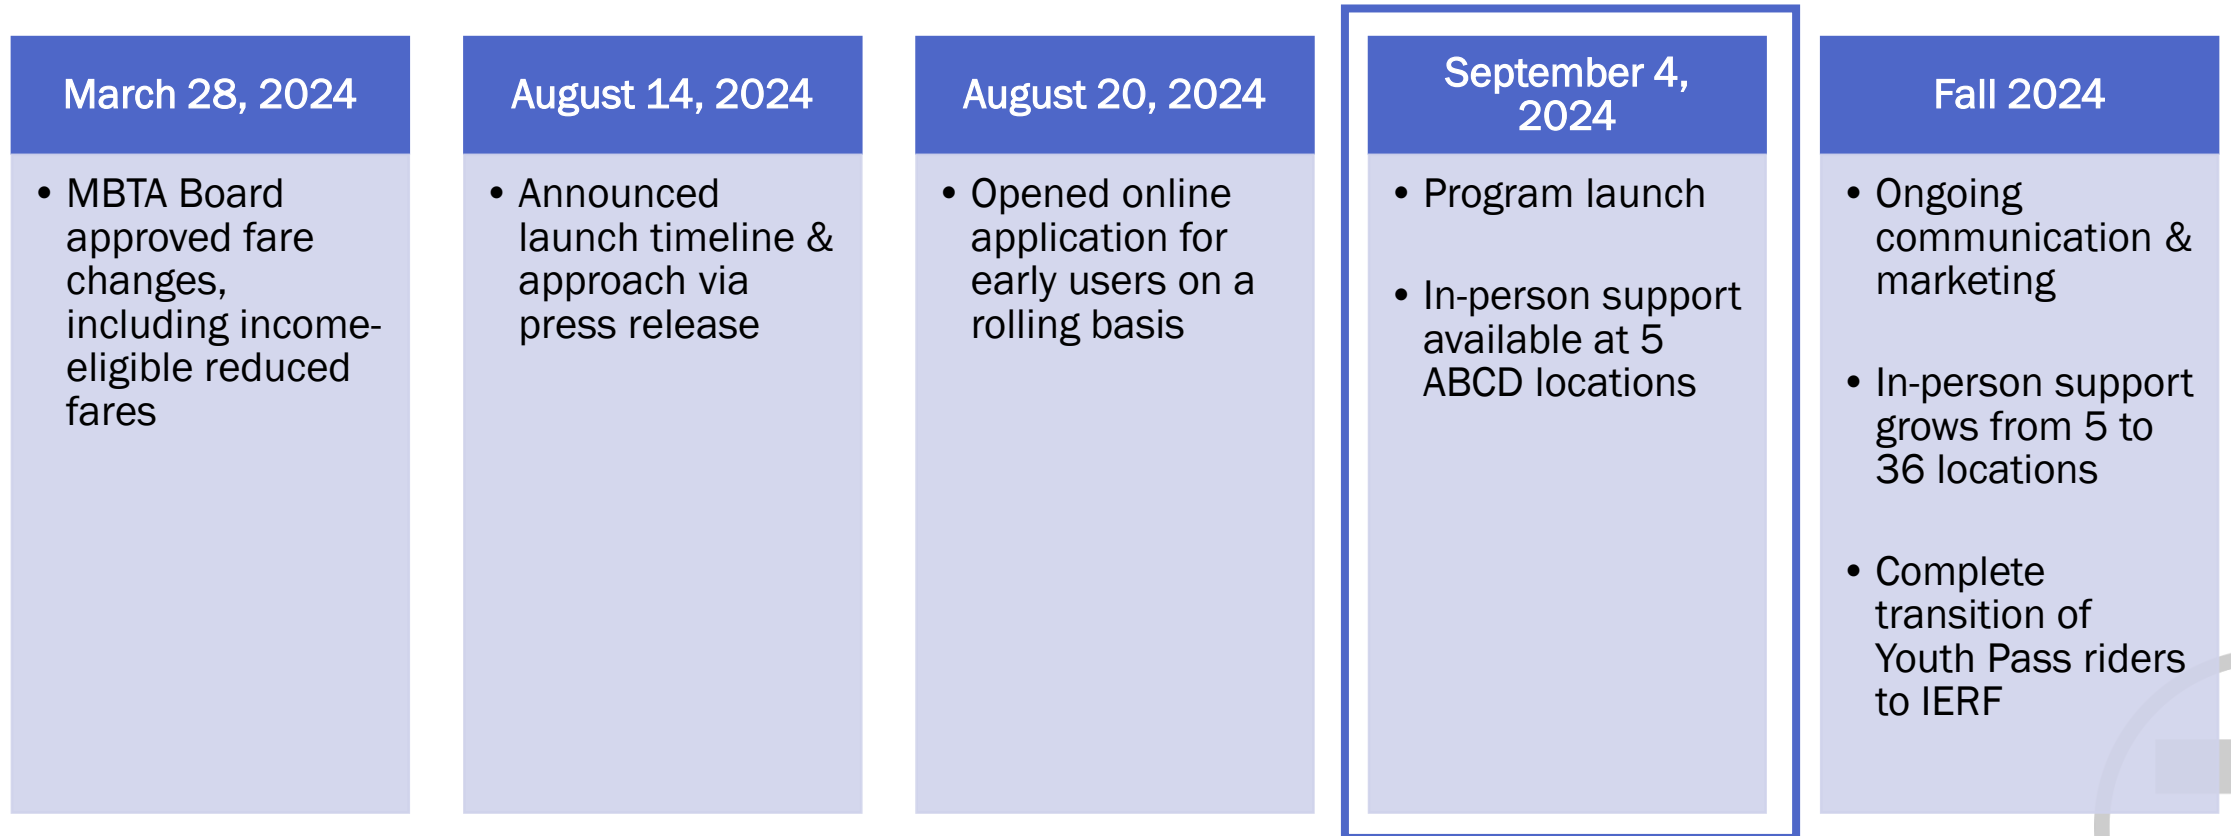 March 28, 2024
• MBTA Board
approved fare
changes,
including income-
eligible reduced
fares
August 14, 2024
• Announced
launch timeline &
approach via
press release
August 20, 2024
• Opened online
application for
early users on a
rolling basis
September 4,
2024
• Program launch
• In-person support
available at 5
ABCD locations
Fall 2024
• Ongoing
communication &
marketing
• In-person support
grows from 5 to
36 locations
• Complete
transition of
Youth Pass riders
to IERF